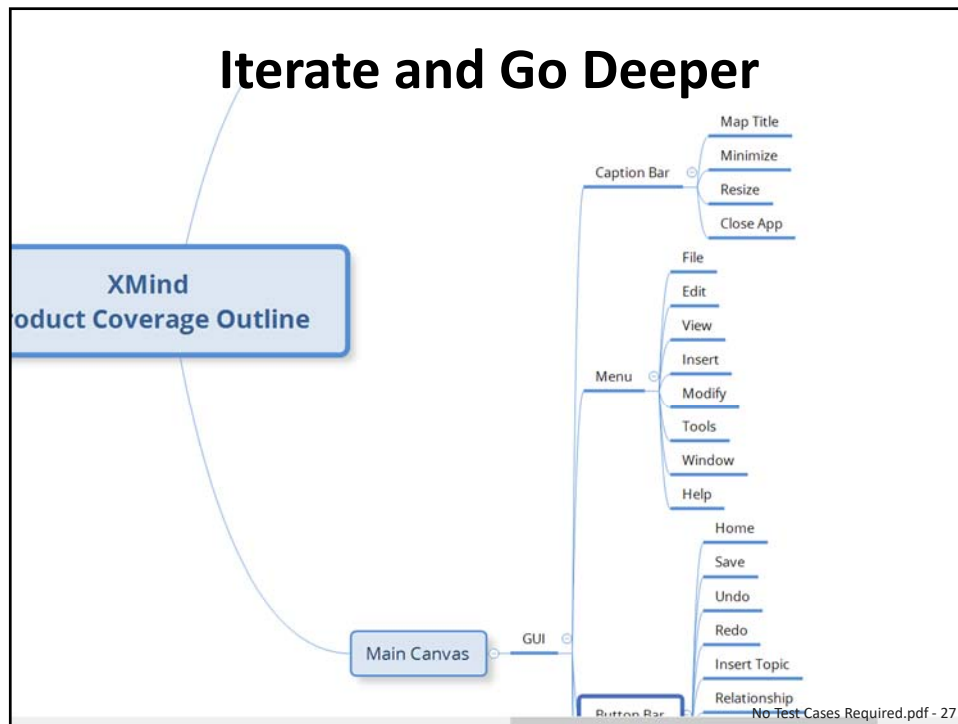 Iterate and Go Deeper
Map Title
Minimize
Caption Bar
Resize
Close App
File
XMind
oduct Coverage Outline
Edit
View
Insert
Menu
Modify
Tools
Window
Help
Home
Save
Undo
Redo
GUI
Main Canvas
Insert Topic
Relationship
Button Bar
No Test Cases Required.pdf - 27